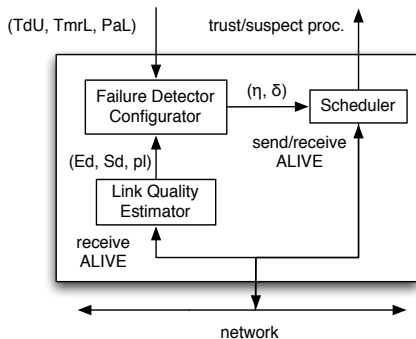 (TdU, TmrL, PaL)
trust/suspect proc.
Failure Detector
Configurator
(η, δ)
Scheduler
send/receive
ALIVE
(Ed, Sd, pl)
Link Quality
Estimator
receive
ALIVE
network